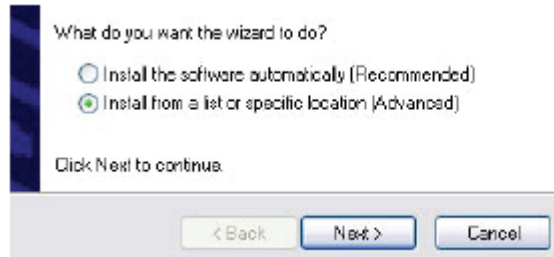 What do you want the wizard to do?
Install the software automatically (Recommended)
Install from a list or specific location (Advanced)
Click Next to continue.
< Back Next > Cancel